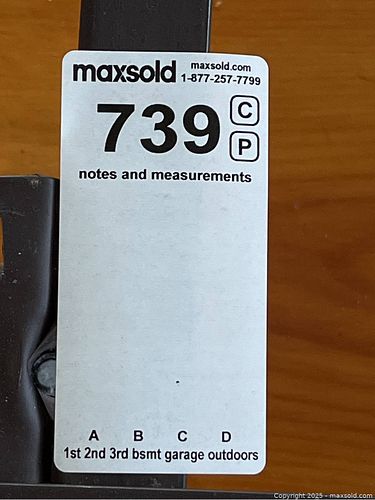 maxsold maxsold.com
1-877-257-7799
739 C
P
notes and measurements
A B C D
1st 2nd 3rd bsmt garage outdoors
Copyright 2025 - maxsold.com